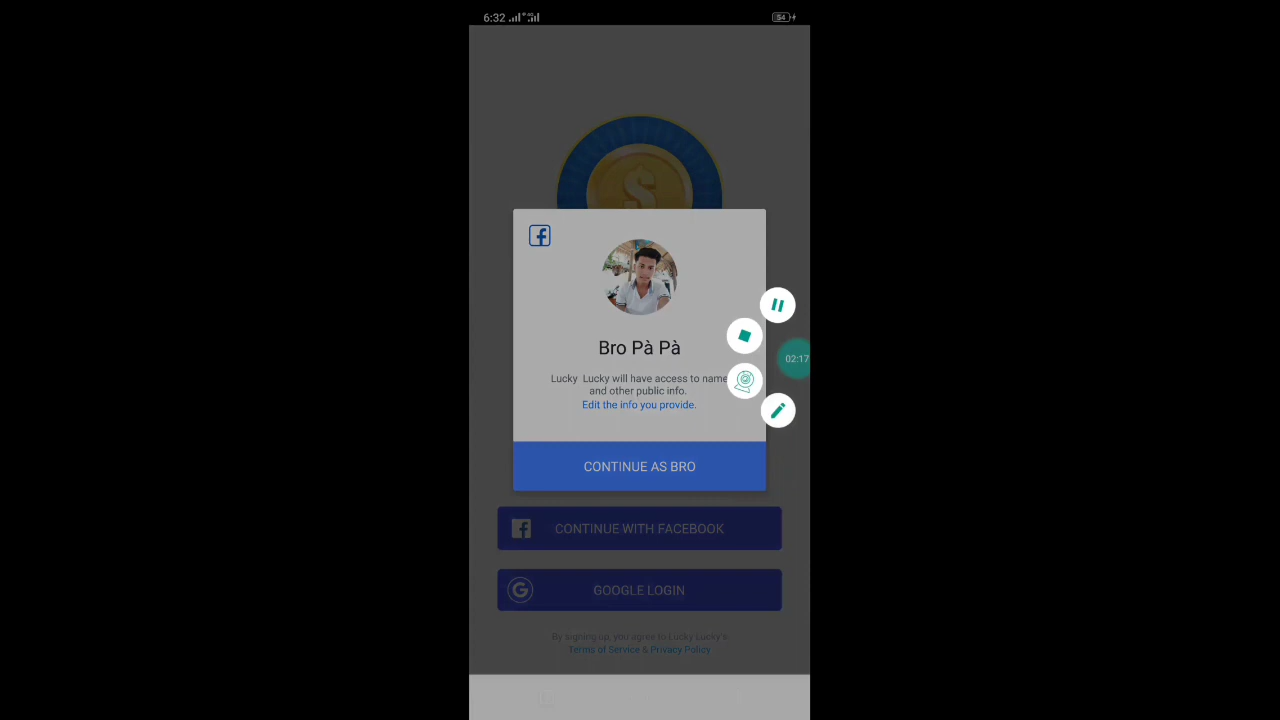 6:32
54
$
Bro Pà Pà
Lucky Lucky will have access to name
and other public info.
Edit the info you provide.
02:17
CONTINUE AS BRO
CONTINUE WITH FACEBOOK
G GOOGLE LOGIN
By signing up, you agree to Lucky Lucky's
Terms of Service & Privacy Policy